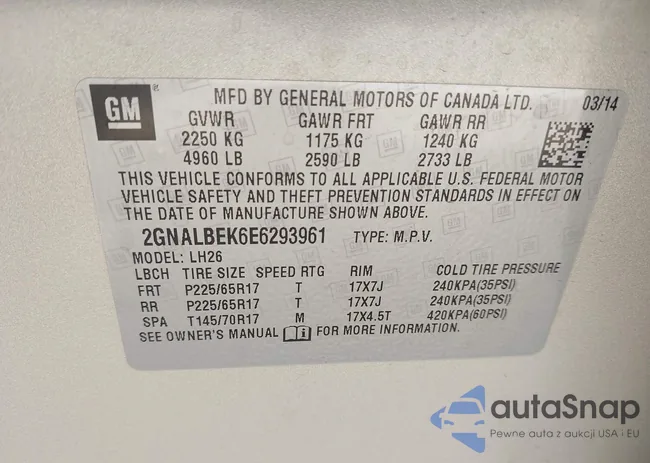 GM ® MFD BY GENERAL MOTORS OF CANADA LTD. 03/14
GVWR GAWR FRT GAWR RR
2250 KG 1175 KG 1240 KG
4960 LB 2590 LB 2733 LB
THIS VEHICLE CONFORMS TO ALL APPLICABLE U.S. FEDERAL MOTOR
VEHICLE SAFETY AND THEFT PREVENTION STANDARDS IN EFFECT ON
THE DATE OF MANUFACTURE SHOWN ABOVE.
2GNALBEK6E6293961 TYPE: M.P.V.
MODEL: LH26
LBCH TIRE SIZE SPEED RTG RIM COLD TIRE PRESSURE
FRT P225/65R17 T 17X7J 240KPA(35PSI)
RR P225/65R17 T 17X7J 240KPA(35PSI)
SPA T145/70R17 M 17X4.5T 420KPA(60PSI)
SEE OWNER'S MANUAL FOR MORE INFORMATION.
autaSnap
Pewne auta z aukcji USA i EU